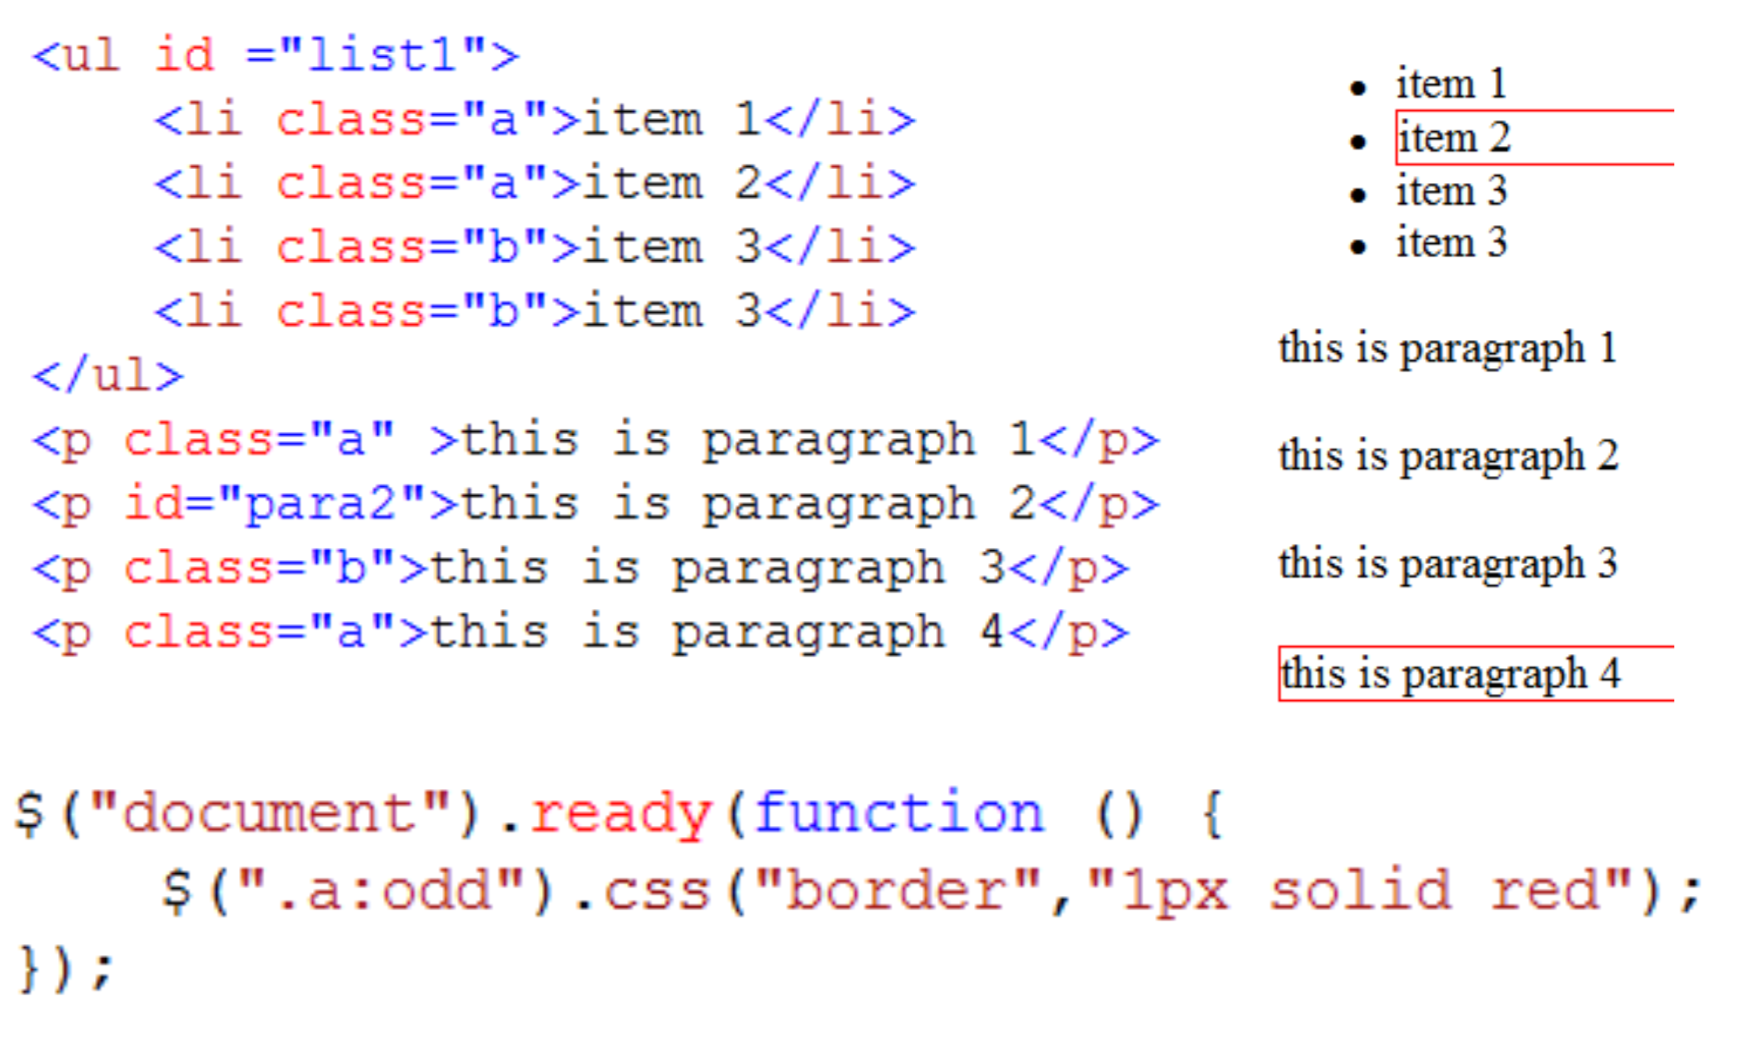 <ul id ="list1">
<li class="a">item 1</li>
<li class="a">item 2</li>
<li class="b">item 3</li>
<li class="b">item 3</li>
</ul>
<p class="a" >this is paragraph 1</p>
<p id="para2">this is paragraph 2</p>
<p class="b">this is paragraph 3</p>
<p class="a">this is paragraph 4</p>
• item 1
• item 2
• item 3
• item 3
this is paragraph 1
this is paragraph 2
this is paragraph 3
this is paragraph 4
$("document").ready(function () {
$(".a:odd").css("border","1px solid red");
});